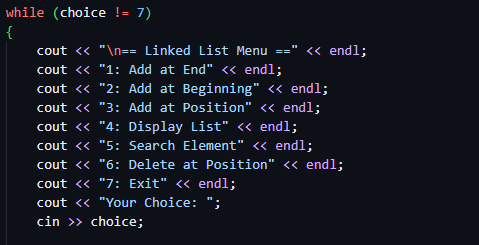 while (choice != 7)
{
    cout << "\n== Linked List Menu ==" << endl;
    cout << "1: Add at End" << endl;
    cout << "2: Add at Beginning" << endl;
    cout << "3: Add at Position" << endl;
    cout << "4: Display List" << endl;
    cout << "5: Search Element" << endl;
    cout << "6: Delete at Position" << endl;
    cout << "7: Exit" << endl;
    cout << "Your Choice: ";
    cin >> choice;